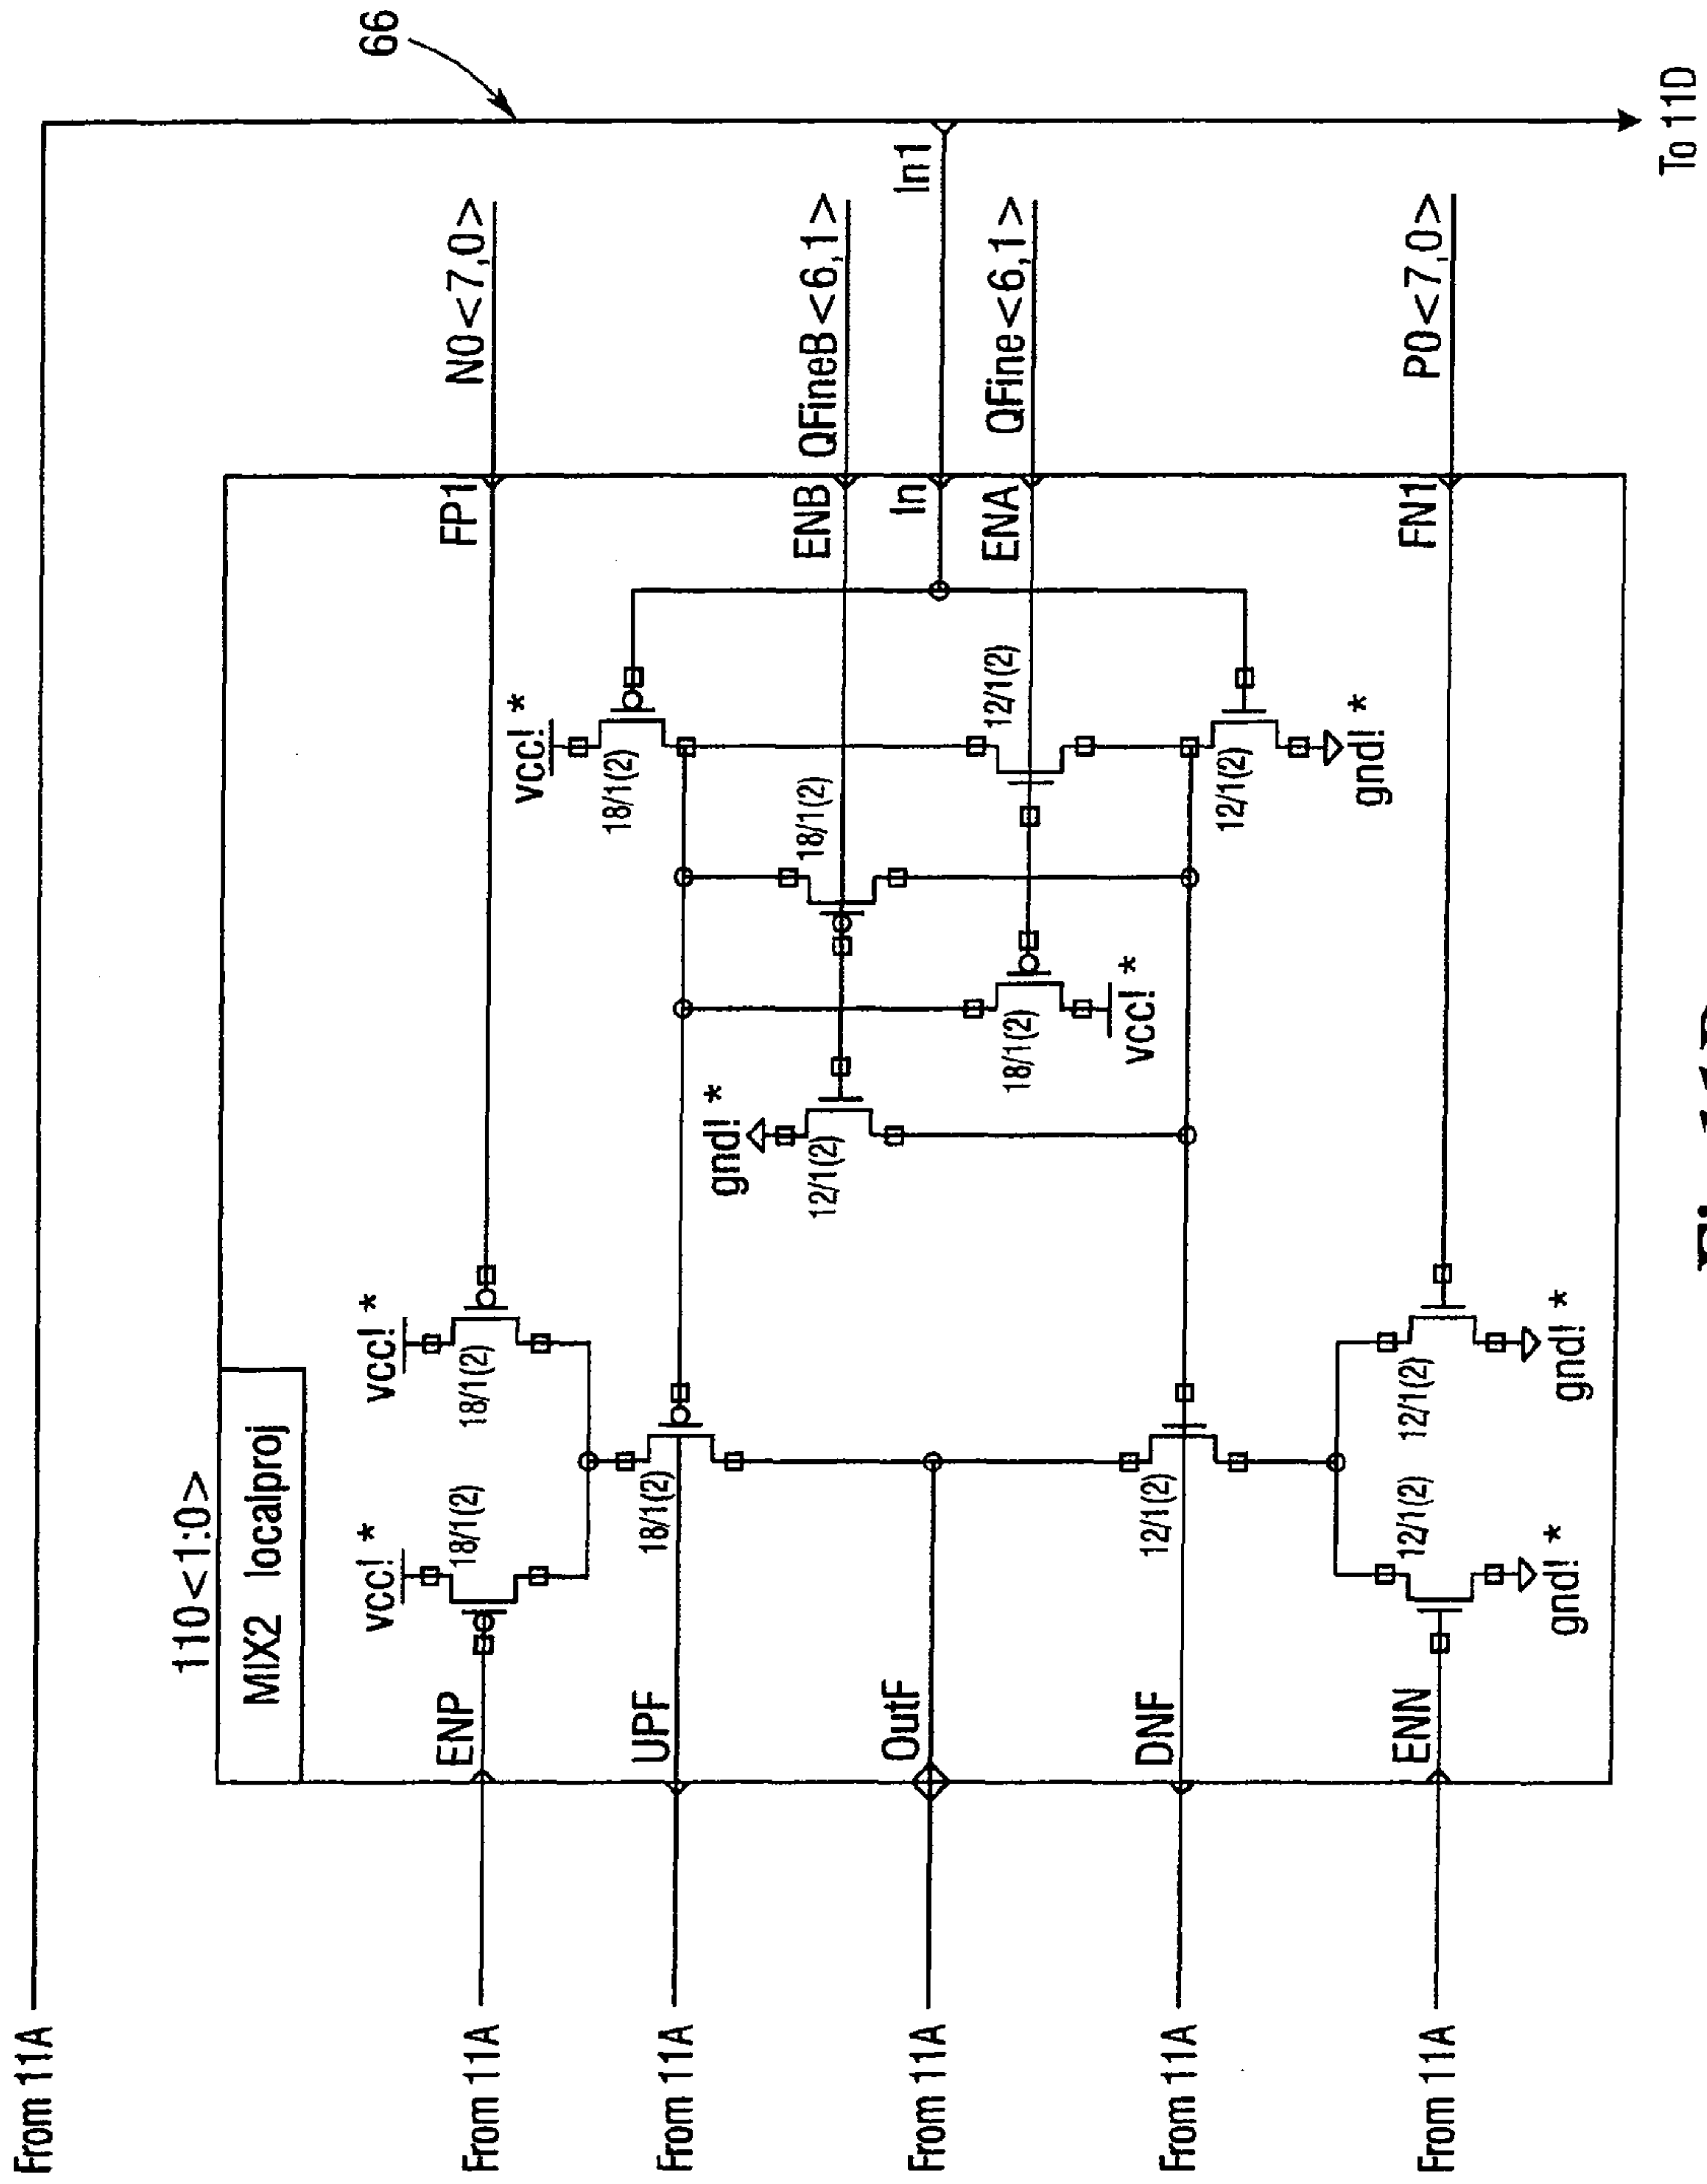 66
From 11A
To 11D
110<1:0>
MIX2 localproj
From 11A
ENP
vcc! *
18/1(2)
vcc! *
18/1(2)
FP1
N0<7,0>
From 11A
UPF
18/1(2)
vcc! *
18/1(2)
gnd! *
12/1(2)
18/1(2)
ENB
QFineB<6,1>
From 11A
OutF
In
In1
18/1(2)
vcc! *
12/1(2)
ENA
QFine<6,1>
From 11A
DNF
12/1(2)
12/1(2)
gnd! *
From 11A
ENN
12/1(2)
gnd! *
12/1(2)
gnd! *
FN1
P0<7,0>